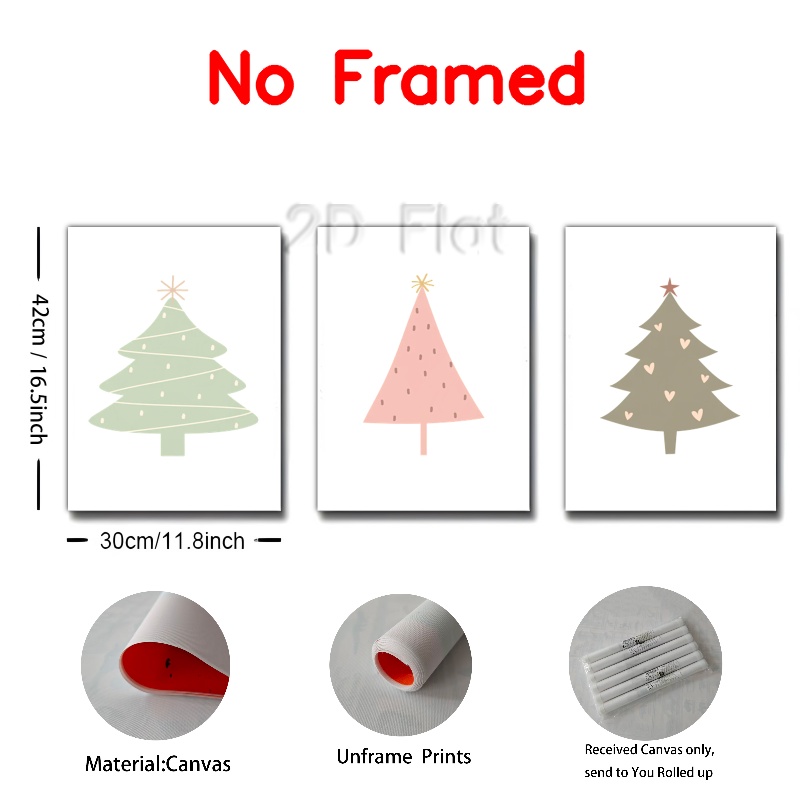 No Framed
2D Flat
42cm / 16.5inch
30cm/11.8inch
Material:Canvas
Unframe Prints
Received Canvas only,
send to You Rolled up